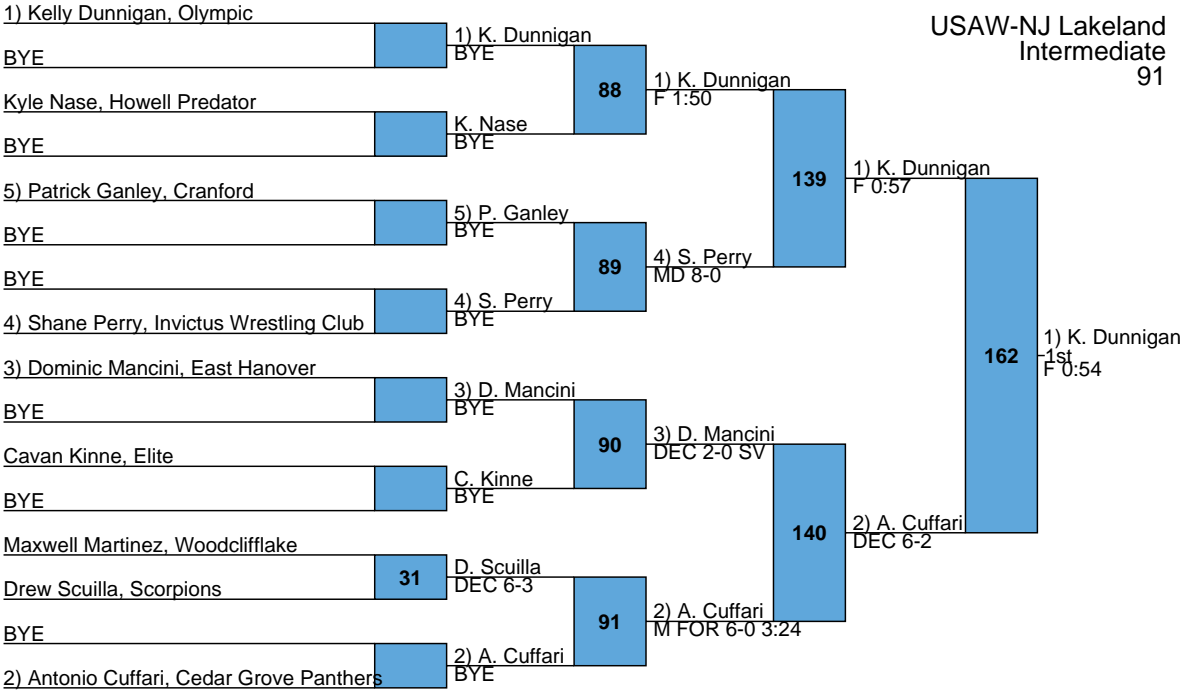 USAW-NJ Lakeland
Intermediate
91
1) Kelly Dunnigan, Olympic
BYE
Kyle Nase, Howell Predator
BYE
5) Patrick Ganley, Cranford
BYE
BYE
4) Shane Perry, Invictus Wrestling Club
3) Dominic Mancini, East Hanover
BYE
Cavan Kinne, Elite
BYE
Maxwell Martinez, Woodclifflake
Drew Scuilla, Scorpions
BYE
2) Antonio Cuffari, Cedar Grove Panthers
31
1) K. Dunnigan
BYE
K. Nase
BYE
5) P. Ganley
BYE
4) S. Perry
BYE
3) D. Mancini
BYE
C. Kinne
BYE
D. Scuilla
DEC 6-3
2) A. Cuffari
BYE
88
89
90
91
1) K. Dunnigan
F 1:50
4) S. Perry
MD 8-0
3) D. Mancini
DEC 2-0 SV
2) A. Cuffari
M FOR 6-0 3:24
139
140
1) K. Dunnigan
F 0:57
2) A. Cuffari
DEC 6-2
162
1) K. Dunnigan
1st
F 0:54